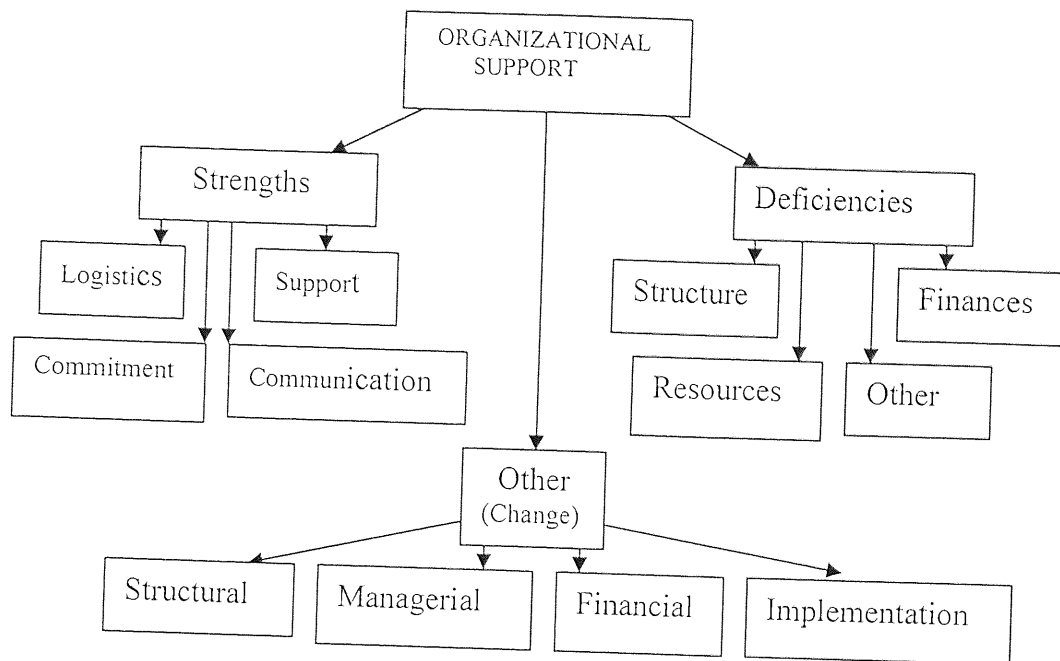 ORGANIZATIONAL
SUPPORT
Strengths
Deficiencies
Logistics
Support
Structure
Finances
Commitment
Communication
Resources
Other
Other
(Change)
Structural
Managerial
Financial
Implementation